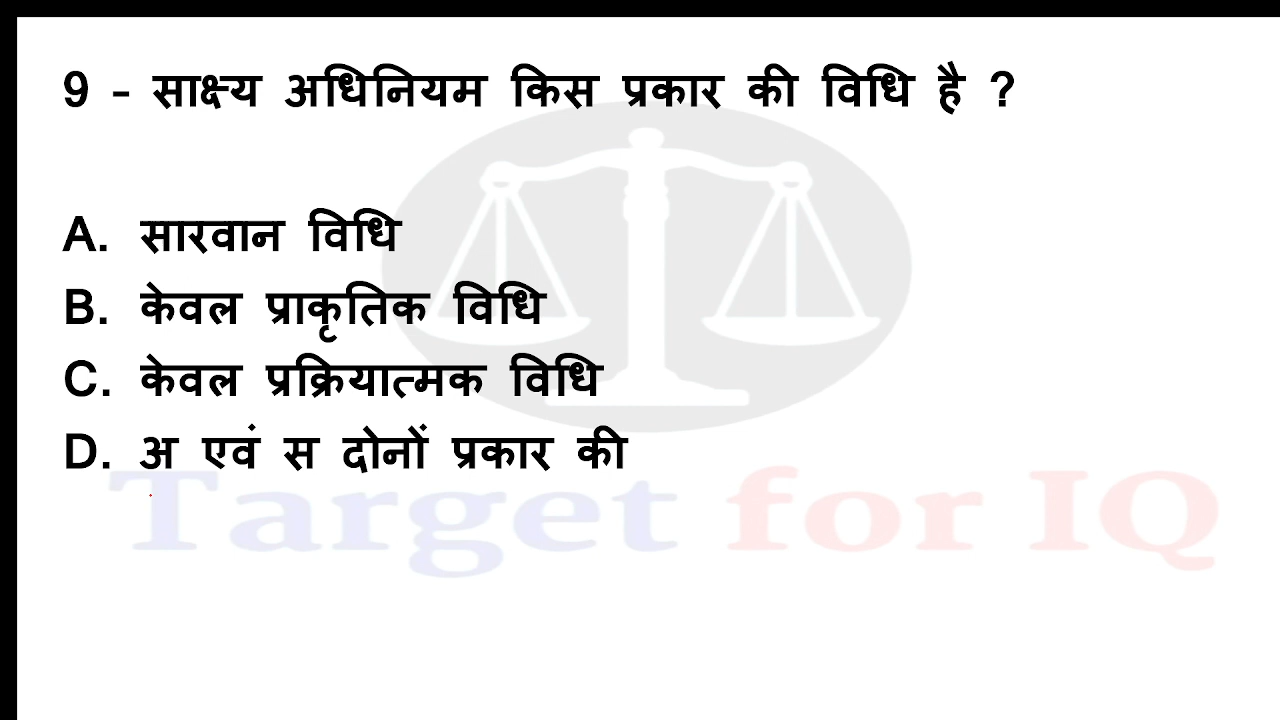 9 - साक्ष्य अधिनियम किस प्रकार की विधि है ?
A. सारवान विधि
B. केवल प्राकृतिक विधि
C. केवल प्रक्रियात्मक विधि
D. अ एवं स दोनों प्रकार की
Target for IQ